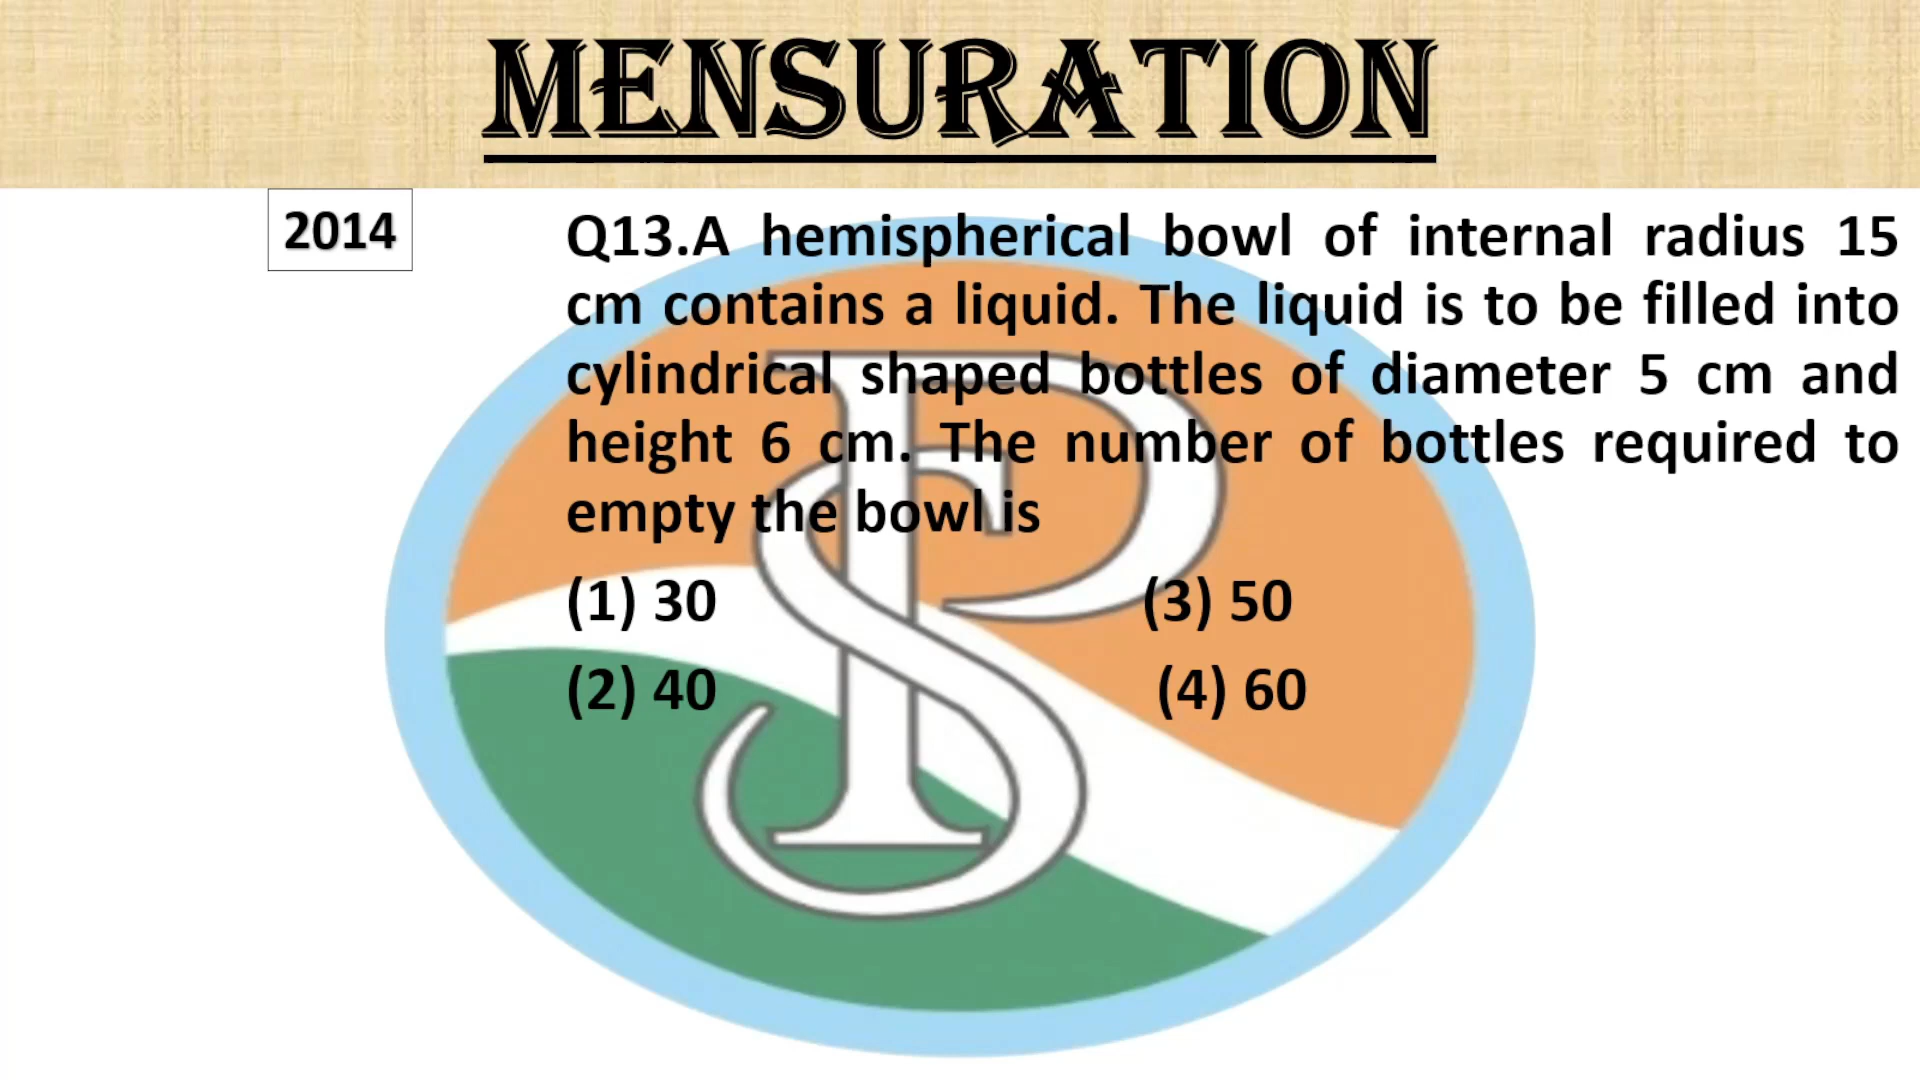 MENSURATION
2014
Q13.A hemispherical bowl of internal radius 15
cm contains a liquid. The liquid is to be filled into
cylindrical shaped bottles of diameter 5 cm and
height 6 cm. The number of bottles required to
empty the bowl is
(1) 30 (3) 50
(2) 40 (4) 60